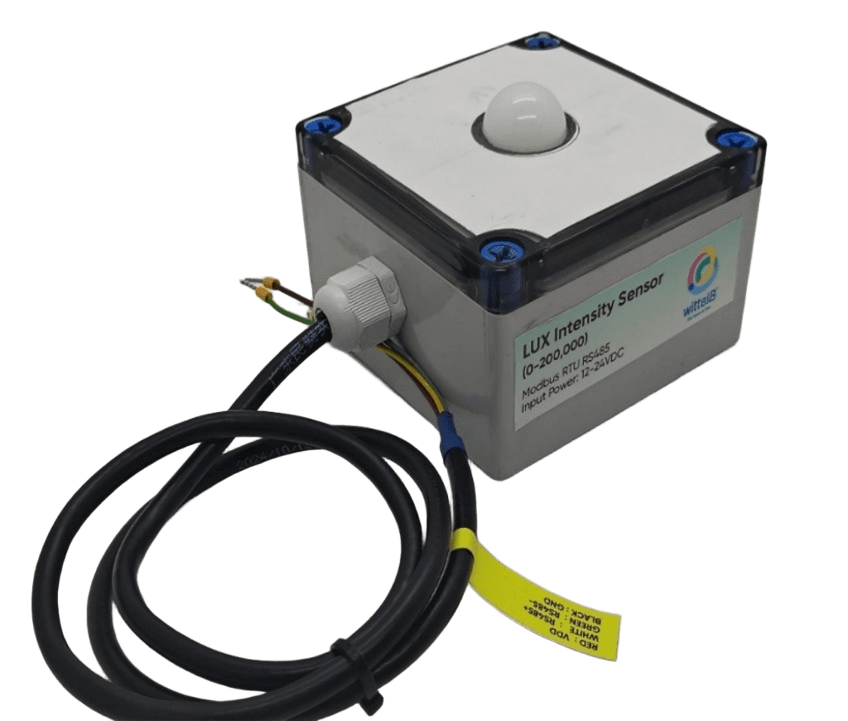 LUX Intensity Sensor
(0-200,000)
Modbus RTU RS485
Input Power: 12-24VDC
wittelB
RED : VDD
WHITE : RS485+
GREEN : RS485-
BLACK : GND